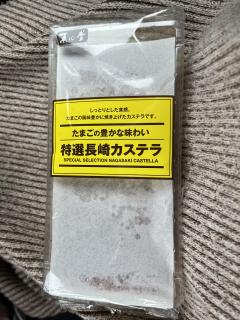 しっとりとした食感。
たまごの風味豊かに焼き上げたカステラです。
たまごの豊かな味わい
特選長崎カステラ
SPECIAL SELECTION NAGASAKI CASTELLA